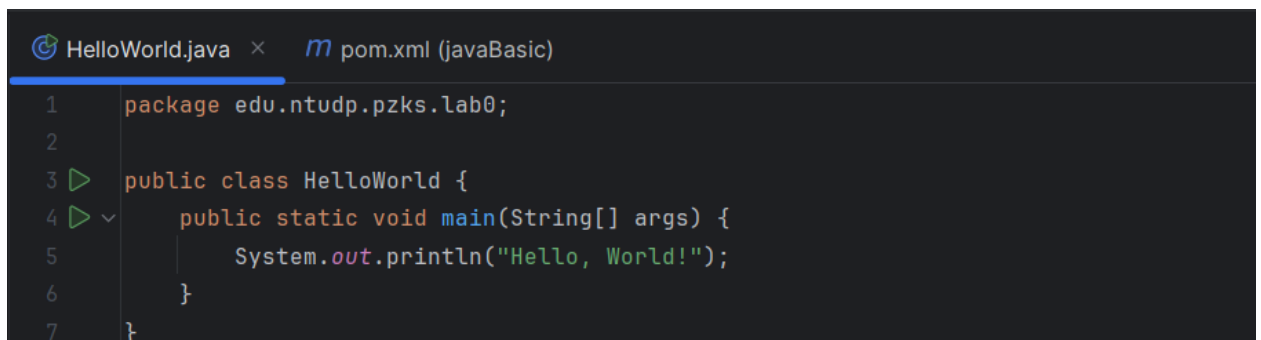 HelloWorld.java × m pom.xml (javaBasic)
1 package edu.ntudp.pzks.lab0;
2
3 public class HelloWorld {
4 public static void main(String[] args) {
5 System.out.println("Hello, World!");
6 }
7 }